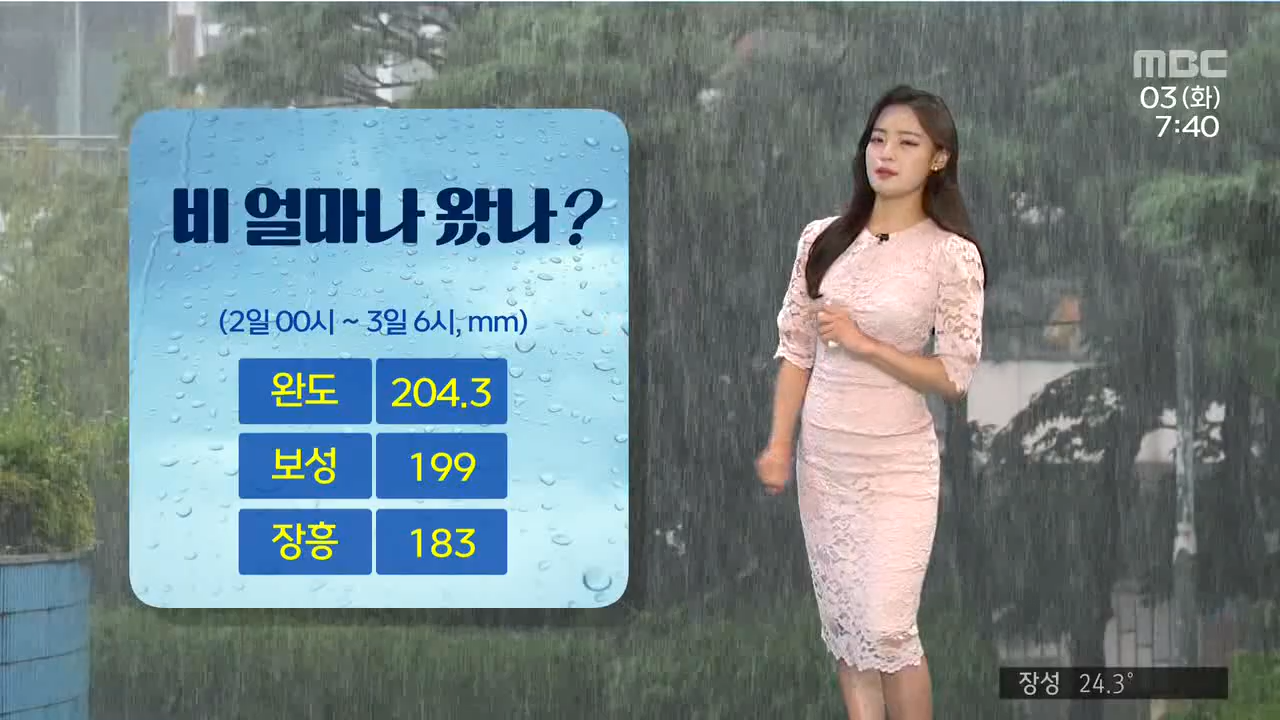 MBC
03(화)
7:40
비 얼마나 왔나?
(2일 00시 ~ 3일 6시, mm)
완도 204.3
보성 199
장흥 183
장성 24.3°